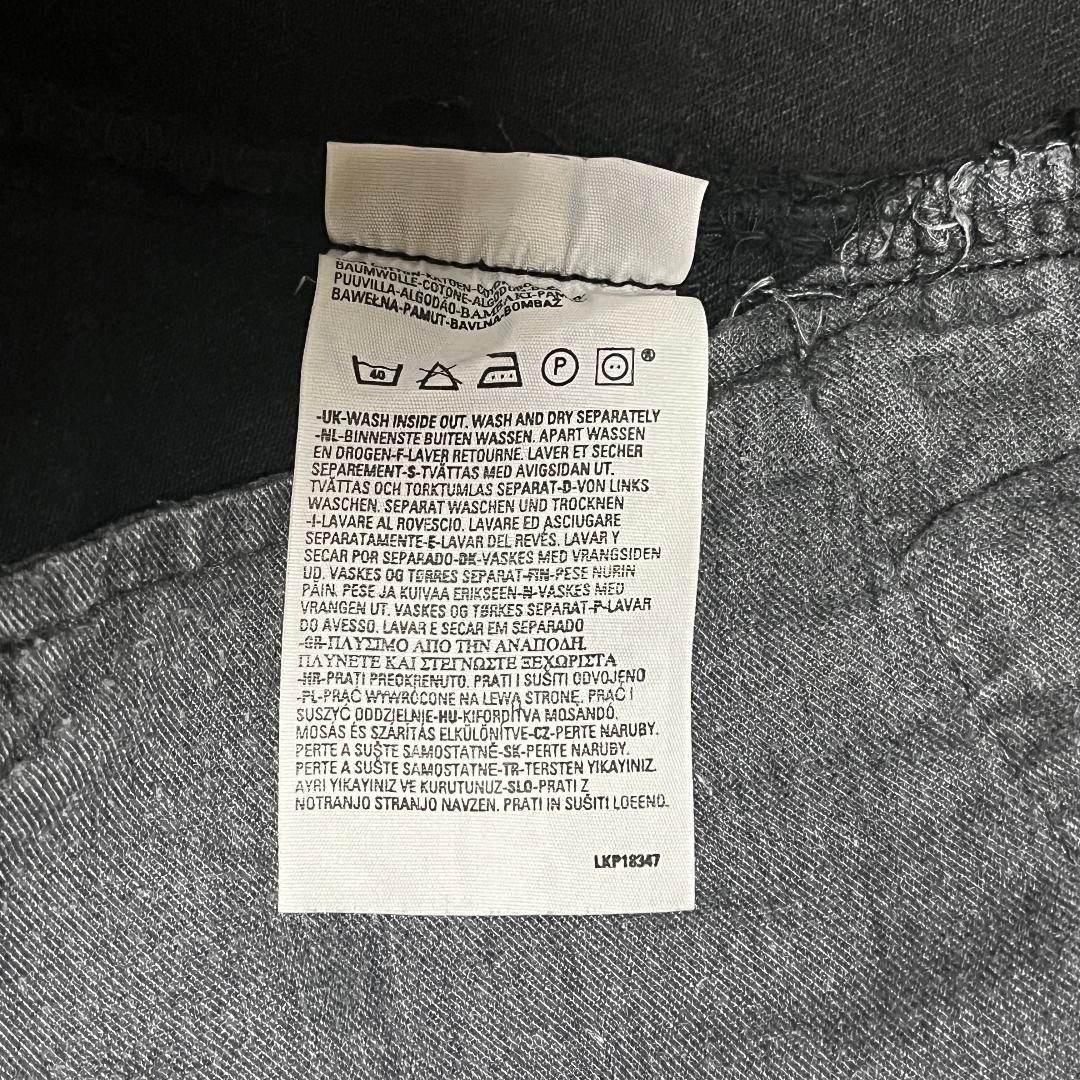 BAUMWOLLE-COTONE-ALGOD
PUUVILLA-ALGODÃO-BAMBAKI-PAM
BAWEŁNA-PAMUT-BAVLNA-BOMBAŽ
40 P ®
-UK-WASH INSIDE OUT. WASH AND DRY SEPARATELY
-NL-BINNENSTE BUITEN WASSEN. APART WASSEN
EN DROGEN-F-LAVER RETOURNE. LAVER ET SECHER
SEPAREMENT-S-TVÄTTAS MED AVIGSIDAN UT.
TVÄTTAS OCH TORKTUMLAS SEPARAT-D-VON LINKS
WASCHEN. SEPARAT WASCHEN UND TROCKNEN
-I-LAVARE AL ROVESCIO. LAVARE ED ASCIUGARE
SEPARATAMENTE-E-LAVAR DEL REVÉS. LAVAR Y
SECAR POR SEPARADO-DK-VASKES MED VRANGSIDEN
UD. VASKES OG TØRRES SEPARAT-FIN-PESE NURIN
PÄIN. PESE JA KUIVAA ERIKSEEN-N-VASKES MED
VRANGEN UT. VASKES OG TØRKES SEPARAT-P-LAVAR
DO AVESSO. LAVAR E SECAR EM SEPARADO
-GR-ΠΛΥΣΙΜΟ ΑΠΟ ΤΗΝ ΑΝΑΠΟΔΗ.
ΠΛΥΝΕΤΕ ΚΑΙ ΣΤΕΓΝΩΣΤΕ ΞΕΧΩΡΙΣΤΑ
-HR-PRATI PREOKRENUTO. PRATI I SUŠITI ODVOJENO
-PL-PRAĆ WYWRÓCONE NA LEWĄ STRONĘ. PRAĆ I
SUSZYĆ ODDZIELNIE-HU-KIFORDÍTVA MOSANDÓ.
MOSÁS ÉS SZÁRÍTÁS ELKÜLÖNÍTVE-CZ-PERTE NARUBY.
PERTE A SUŠTE SAMOSTATNĚ-SK-PERTE NARUBY.
PERTE A SUŠTE SAMOSTATNE-TR-TERSTEN YIKAYINIZ.
AYRI YIKAYINIZ VE KURUTUNUZ-SLO-PRATI Z
NOTRANJO STRANJO NAVZEN. PRATI IN SUŠITI LOEENO.
LKP18347